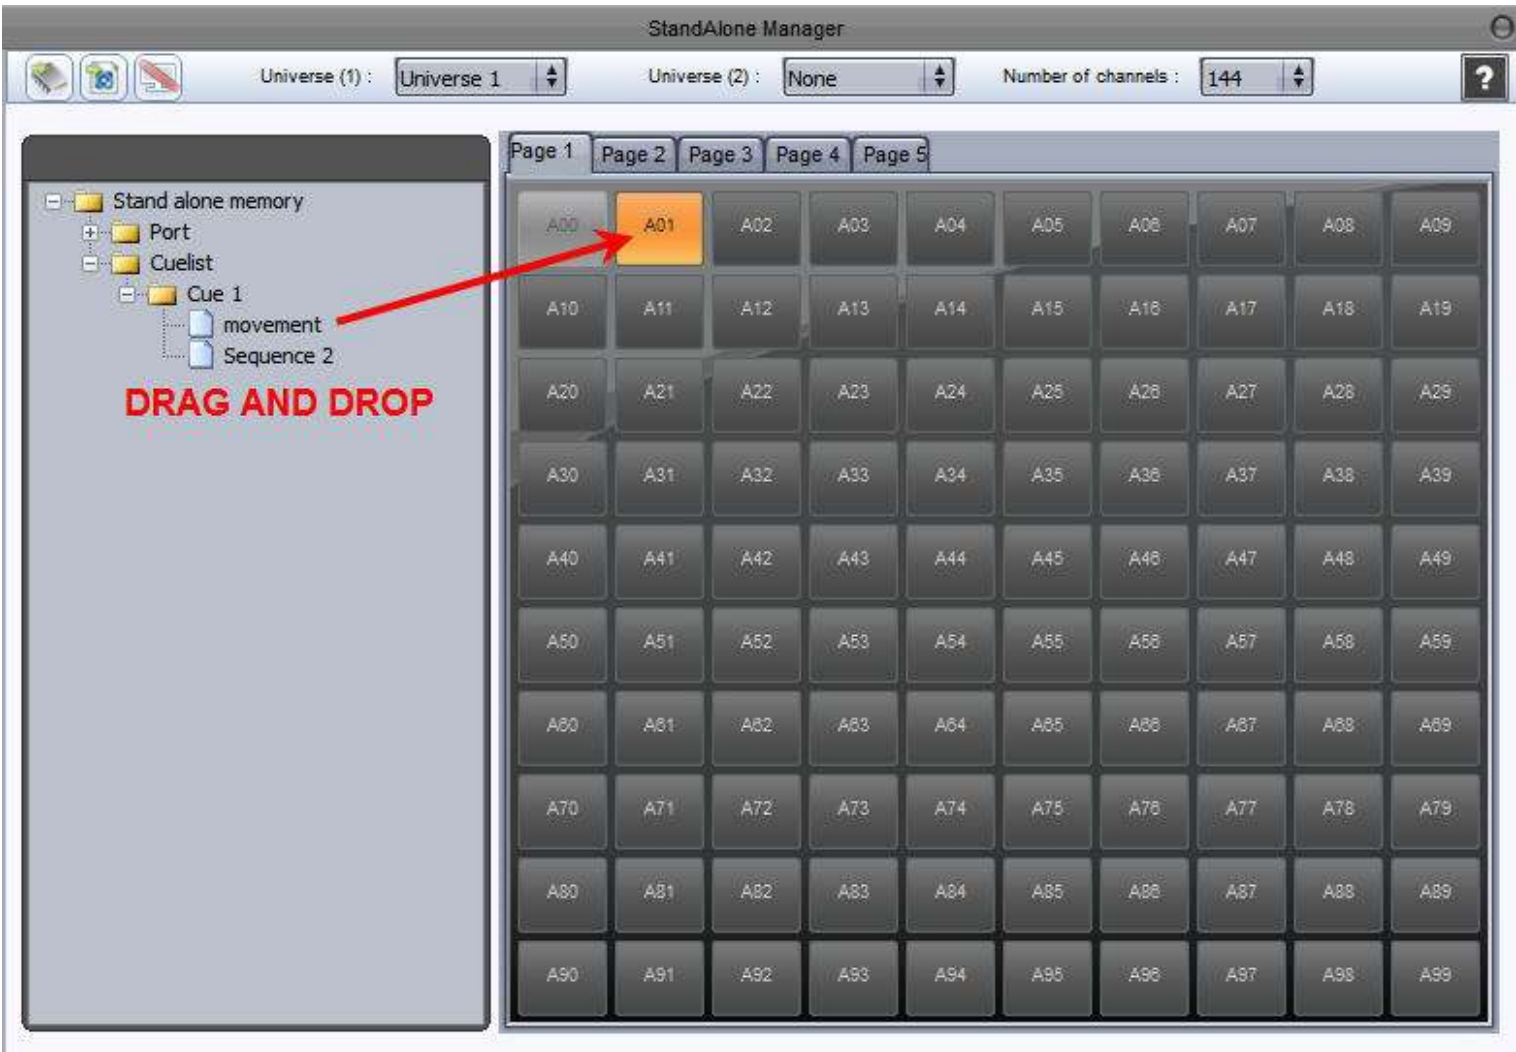 StandAlone Manager
Universe (1) : Universe 1 Universe (2) : None Number of channels : 144 ?
Page 1 Page 2 Page 3 Page 4 Page 5
Stand alone memory
Port
Cuelist
Cue 1
movement
Sequence 2
DRAG AND DROP
A00 A01 A02 A03 A04 A05 A06 A07 A08 A09
A10 A11 A12 A13 A14 A15 A16 A17 A18 A19
A20 A21 A22 A23 A24 A25 A26 A27 A28 A29
A30 A31 A32 A33 A34 A35 A36 A37 A38 A39
A40 A41 A42 A43 A44 A45 A46 A47 A48 A49
A50 A51 A52 A53 A54 A55 A56 A57 A58 A59
A60 A61 A62 A63 A64 A65 A66 A67 A68 A69
A70 A71 A72 A73 A74 A75 A76 A77 A78 A79
A80 A81 A82 A83 A84 A85 A86 A87 A88 A89
A90 A91 A92 A93 A94 A95 A96 A97 A98 A99